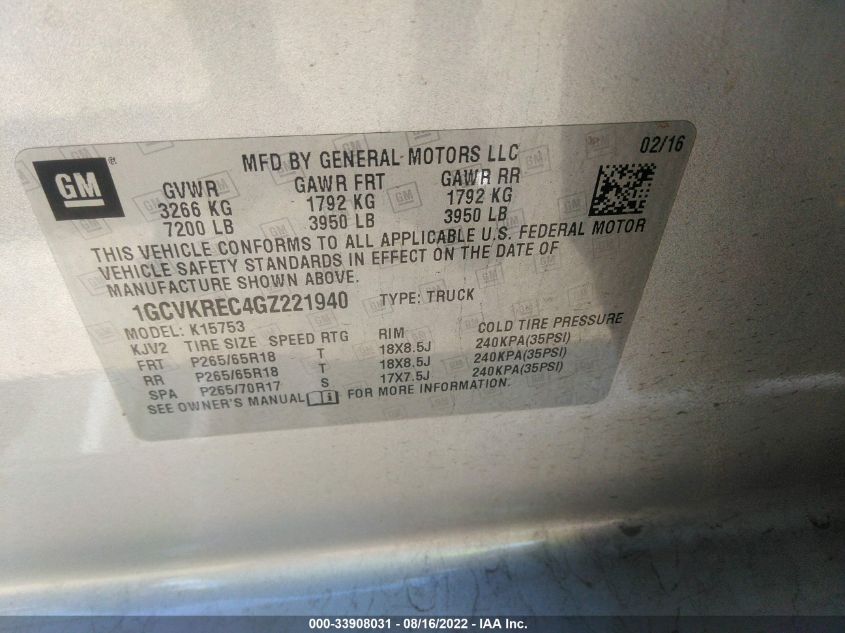 GM
MFD BY GENERAL MOTORS LLC 02/16
GVWR GAWR FRT GAWR RR
3266 KG 1792 KG 1792 KG
7200 LB 3950 LB 3950 LB
THIS VEHICLE CONFORMS TO ALL APPLICABLE U.S. FEDERAL MOTOR
VEHICLE SAFETY STANDARDS IN EFFECT ON THE DATE OF
MANUFACTURE SHOWN ABOVE.
1GCVKREC4GZ221940 TYPE: TRUCK
MODEL: K15753
KJV2 TIRE SIZE SPEED RTG RIM COLD TIRE PRESSURE
FRT P265/65R18 T 18X8.5J 240KPA(35PSI)
RR P265/65R18 T 18X8.5J 240KPA(35PSI)
SPA P265/70R17 S 17X7.5J 240KPA(35PSI)
SEE OWNER'S MANUAL FOR MORE INFORMATION.
000-33908031 - 08/16/2022 - IAA Inc.